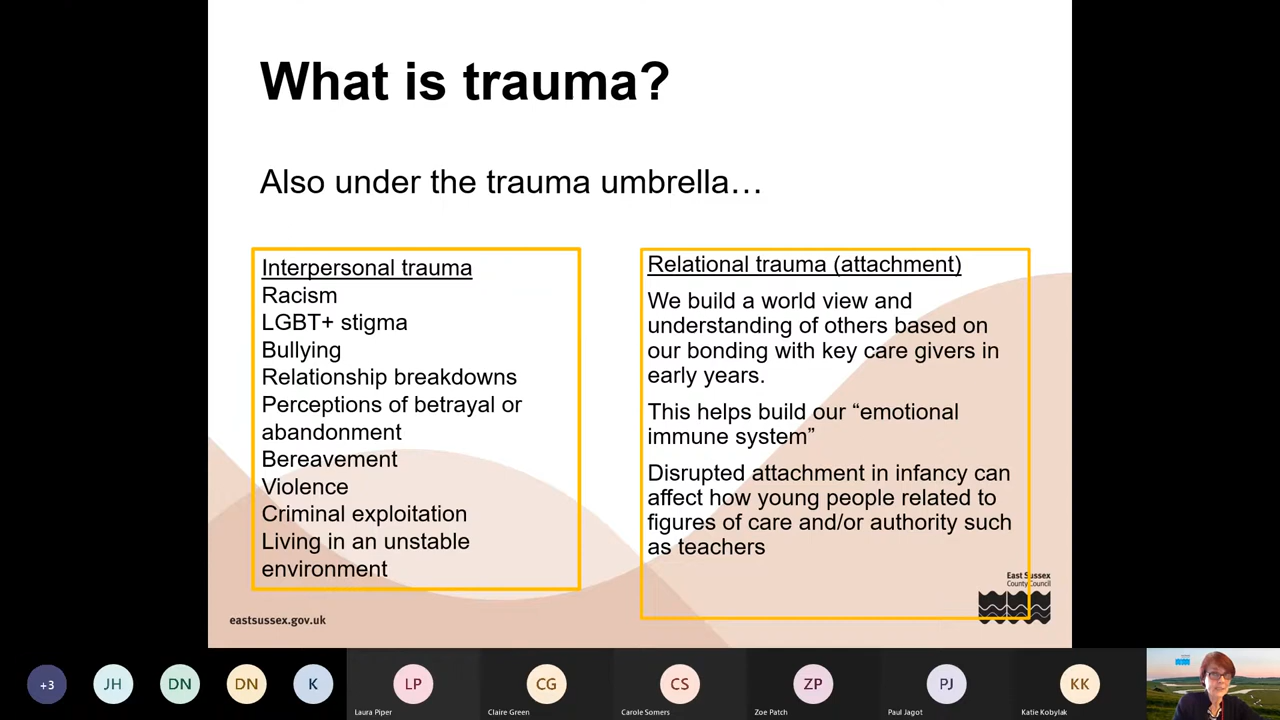 What is trauma?
Also under the trauma umbrella…
Interpersonal trauma
Racism
LGBT+ stigma
Bullying
Relationship breakdowns
Perceptions of betrayal or
abandonment
Bereavement
Violence
Criminal exploitation
Living in an unstable
environment
Relational trauma (attachment)
We build a world view and
understanding of others based on
our bonding with key care givers in
early years.
This helps build our “emotional
immune system”
Disrupted attachment in infancy can
affect how young people related to
figures of care and/or authority such
as teachers
East Sussex
County Council
eastsussex.gov.uk
+3
JH
DN
DN
K
LP
Laura Piper
CG
Claire Green
CS
Carole Somers
ZP
Zoe Patch
PJ
Paul Jagot
KK
Katie Kobylak